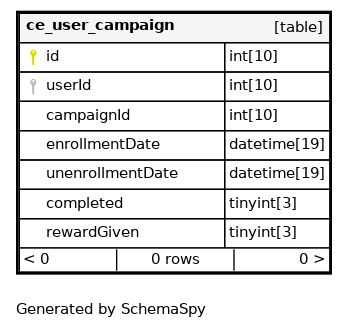 ce_user_campaign [table]
id int[10]
userId int[10]
campaignId int[10]
enrollmentDate datetime[19]
unenrollmentDate datetime[19]
completed tinyint[3]
rewardGiven tinyint[3]
< 0 0 rows 0 >
Generated by SchemaSpy